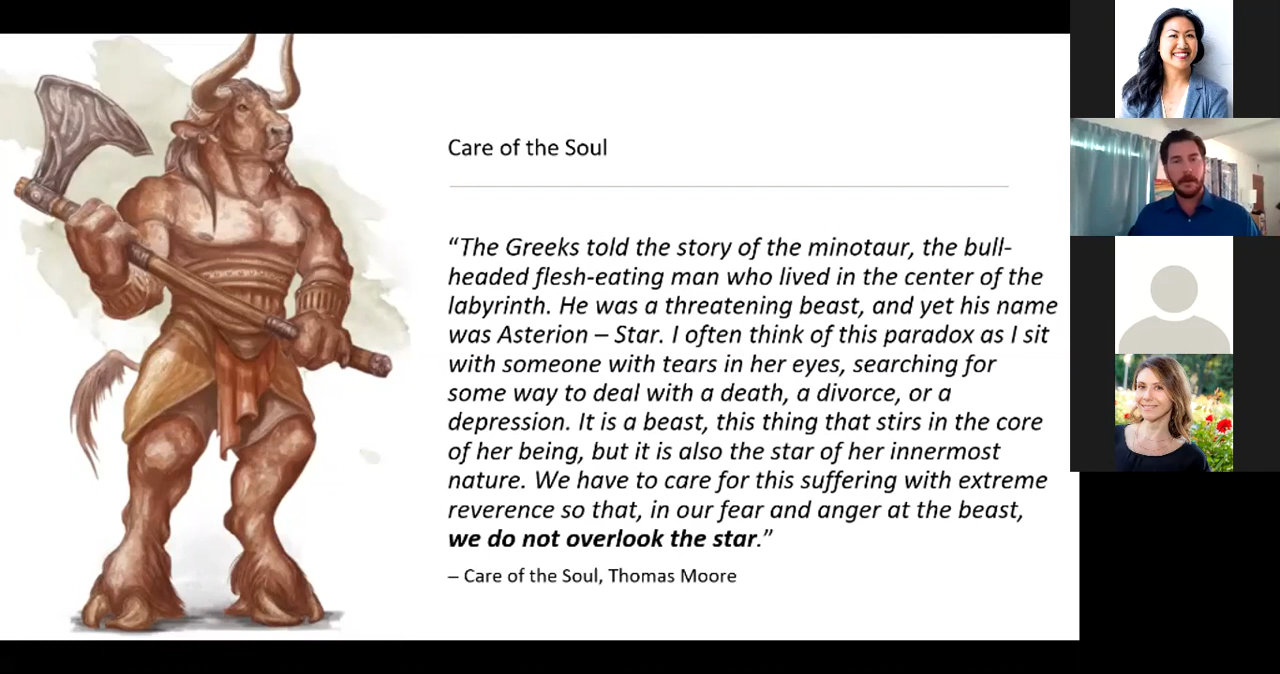 Care of the Soul
“The Greeks told the story of the minotaur, the bull-
headed flesh-eating man who lived in the center of the
labyrinth. He was a threatening beast, and yet his name
was Asterion – Star. I often think of this paradox as I sit
with someone with tears in her eyes, searching for
some way to deal with a death, a divorce, or a
depression. It is a beast, this thing that stirs in the core
of her being, but it is also the star of her innermost
nature. We have to care for this suffering with extreme
reverence so that, in our fear and anger at the beast,
we do not overlook the star.”
– Care of the Soul, Thomas Moore